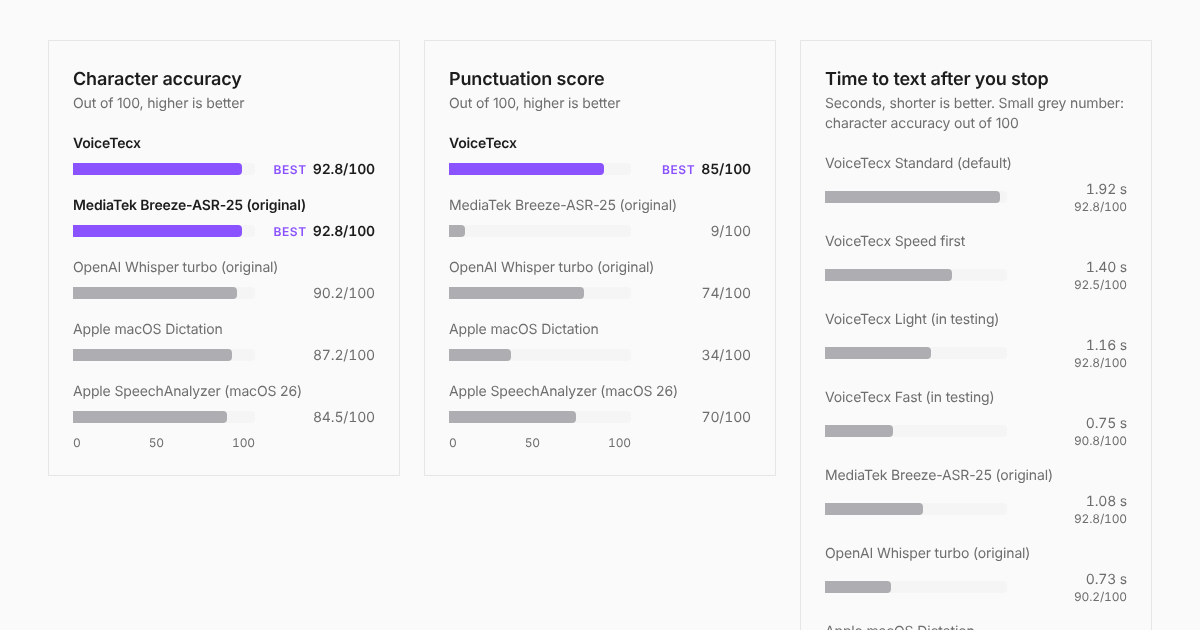 Character accuracy
Out of 100, higher is better
VoiceTecx
BEST 92.8/100
MediaTek Breeze-ASR-25 (original)
BEST 92.8/100
OpenAI Whisper turbo (original)
90.2/100
Apple macOS Dictation
87.2/100
Apple SpeechAnalyzer (macOS 26)
84.5/100
0 50 100
Punctuation score
Out of 100, higher is better
VoiceTecx
BEST 85/100
MediaTek Breeze-ASR-25 (original)
9/100
OpenAI Whisper turbo (original)
74/100
Apple macOS Dictation
34/100
Apple SpeechAnalyzer (macOS 26)
70/100
0 50 100
Time to text after you stop
Seconds, shorter is better. Small grey number:
character accuracy out of 100
VoiceTecx Standard (default)
1.92 s
92.8/100
VoiceTecx Speed first
1.40 s
92.5/100
VoiceTecx Light (in testing)
1.16 s
92.8/100
VoiceTecx Fast (in testing)
0.75 s
90.8/100
MediaTek Breeze-ASR-25 (original)
1.08 s
92.8/100
OpenAI Whisper turbo (original)
0.73 s
90.2/100
Apple macOS Dictation